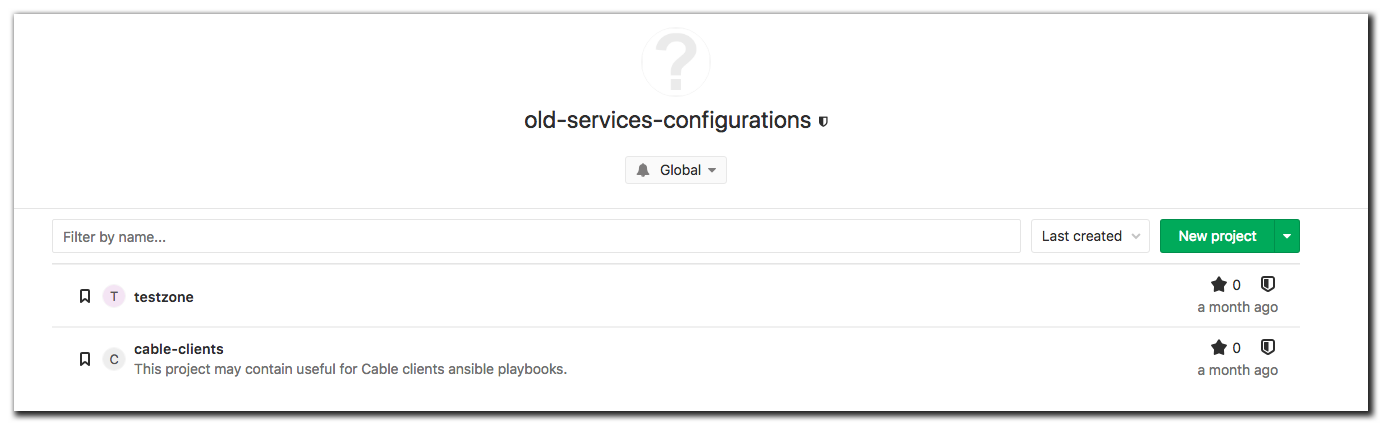 ?
old-services-configurations
Global
Filter by name...
Last created
New project
T
testzone
0
a month ago
C
cable-clients
This project may contain useful for Cable clients ansible playbooks.
0
a month ago